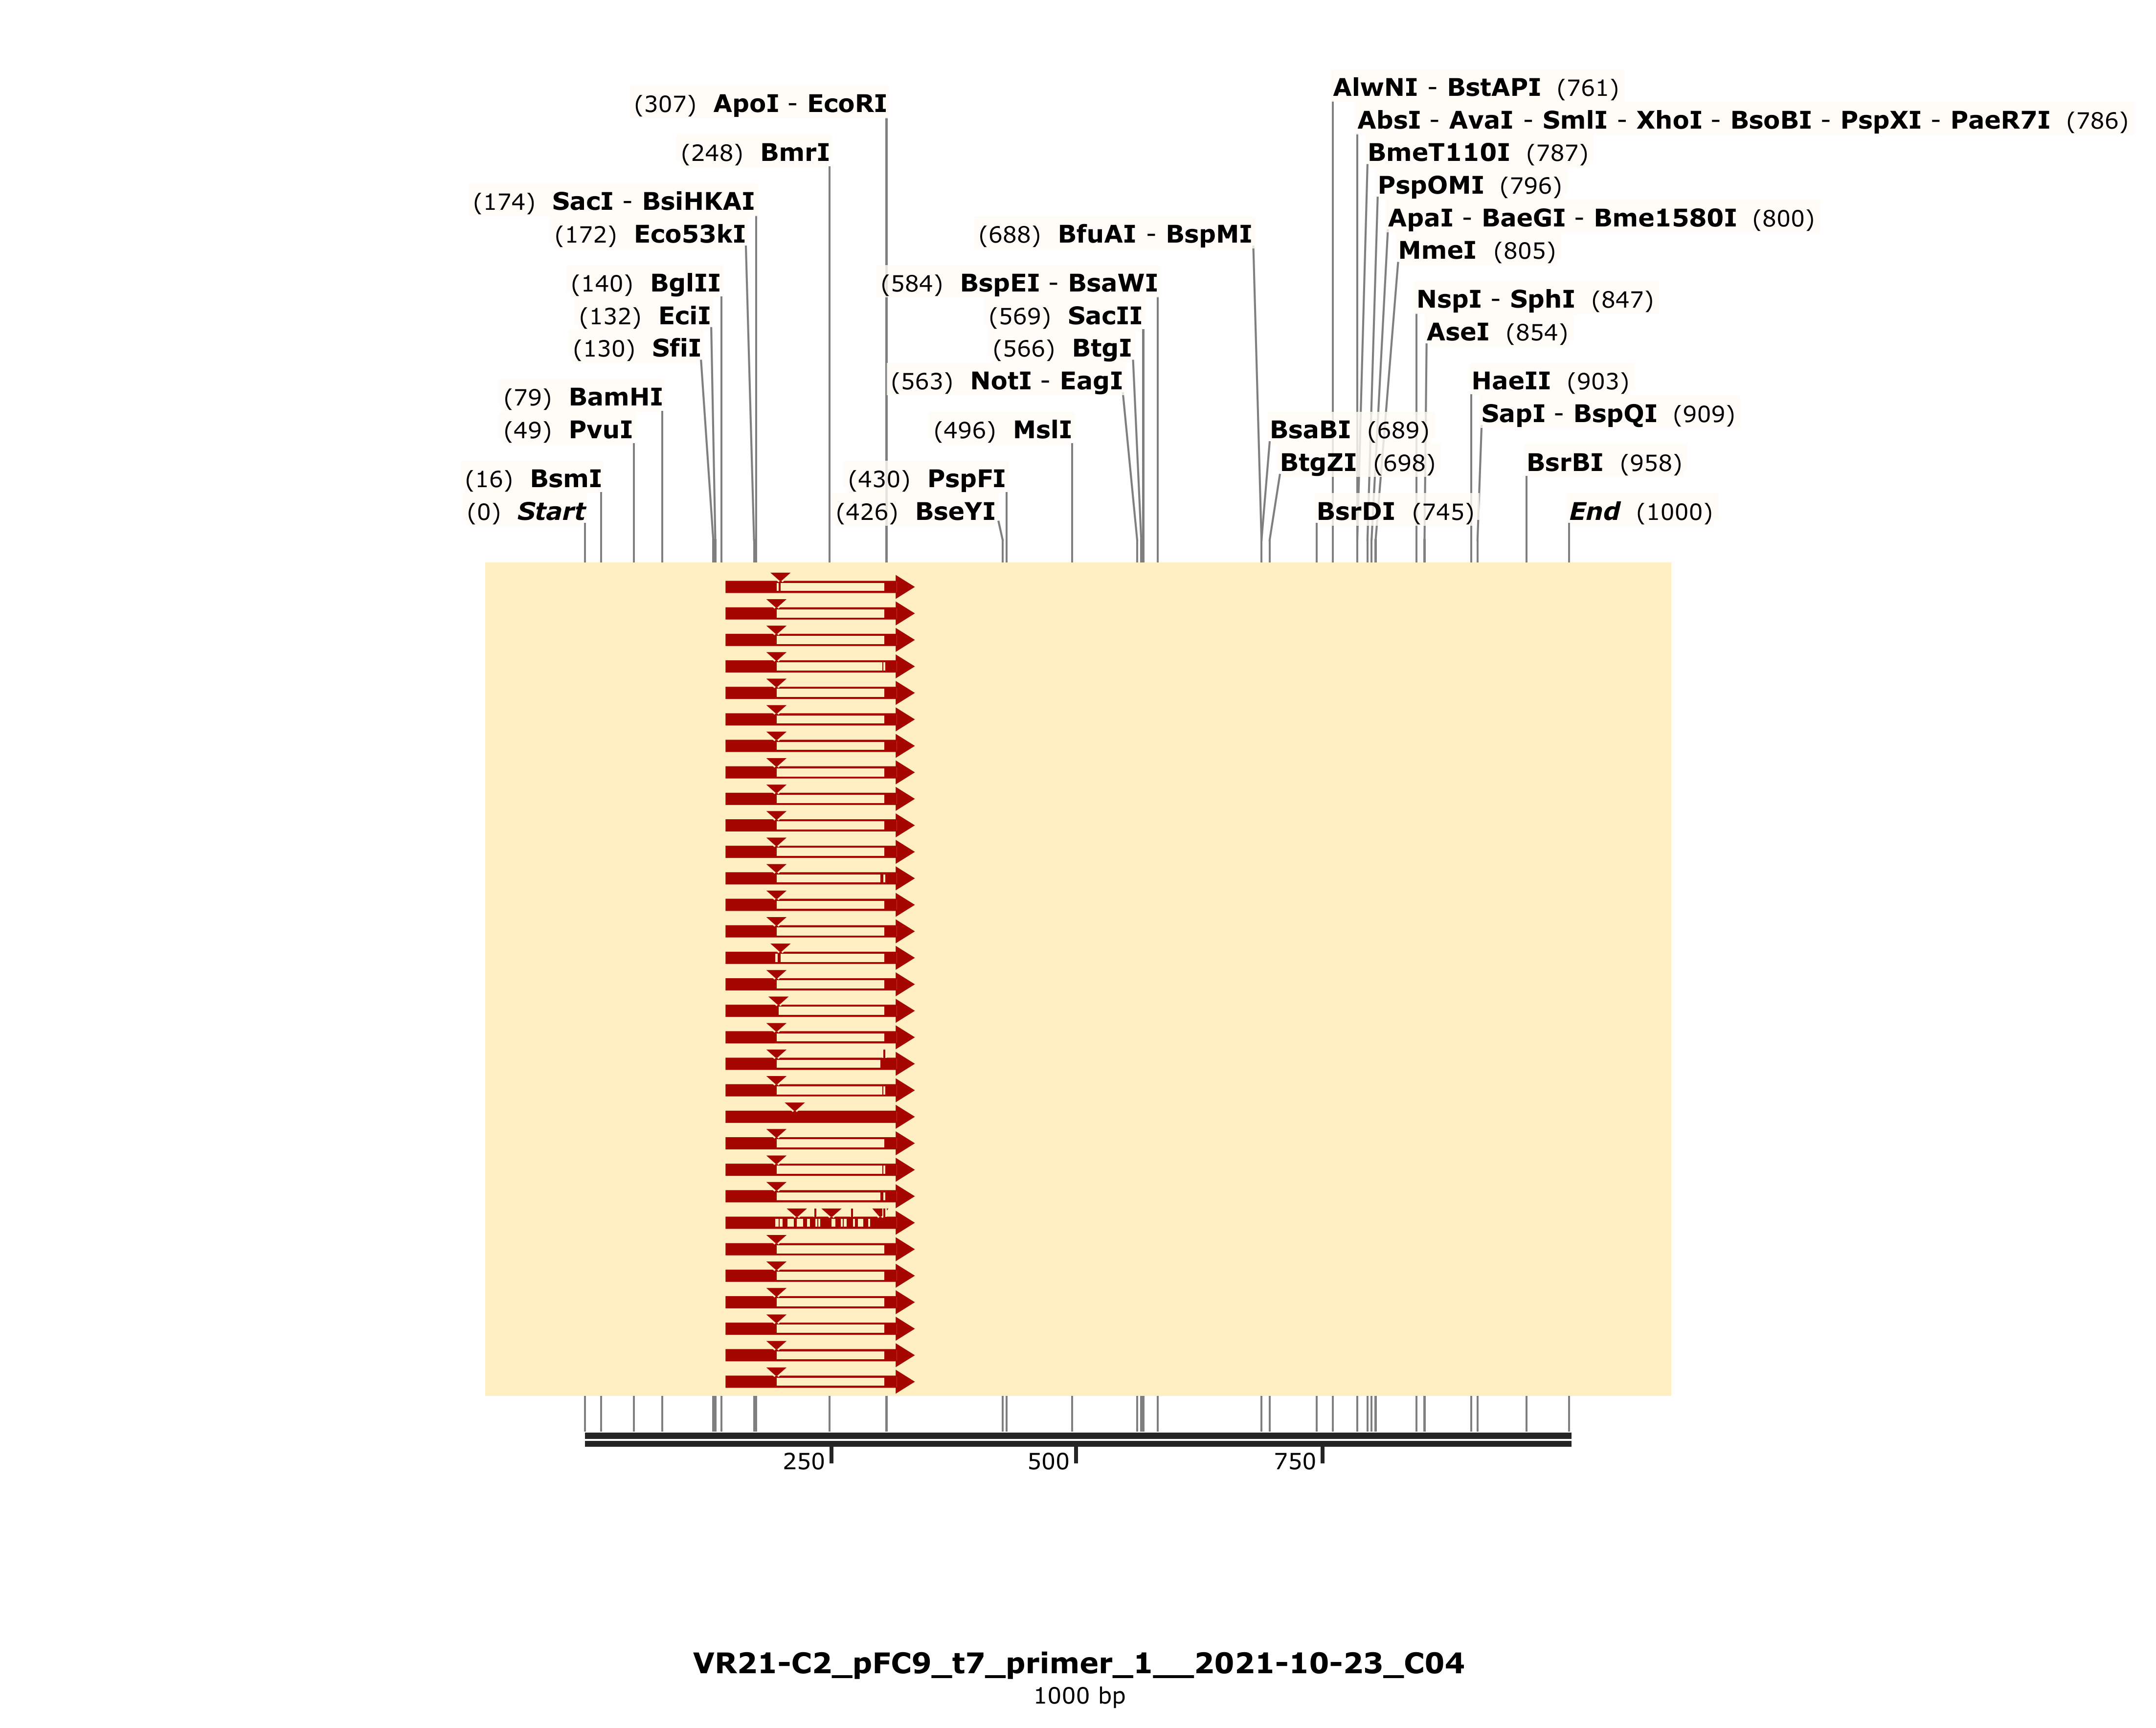 AlwNI - BstAPI (761)
(307) ApoI - EcoRI
AbsI - AvaI - SmlI - XhoI - BsoBI - PspXI - PaeR7I (786)
(248) BmrI
BmeT110I (787)
PspOMI (796)
(174) SacI - BsiHKAI
ApaI - BaeGI - Bme1580I (800)
(172) Eco53kI
(688) BfuAI - BspMI
MmeI (805)
(140) BglII
(584) BspEI - BsaWI
NspI - SphI (847)
(132) EciI
(569) SacII
AseI (854)
(130) SfiI
(566) BtgI
(563) NotI - EagI
HaeII (903)
(79) BamHI
SapI - BspQI (909)
(49) PvuI
(496) MslI
BsaBI (689)
BtgZI (698)
BsrBI (958)
(16) BsmI
(430) PspFI
(0) Start
(426) BseYI
BsrDI (745)
End (1000)
250
500
750
VR21-C2_pFC9_t7_primer_1__2021-10-23_C04
1000 bp